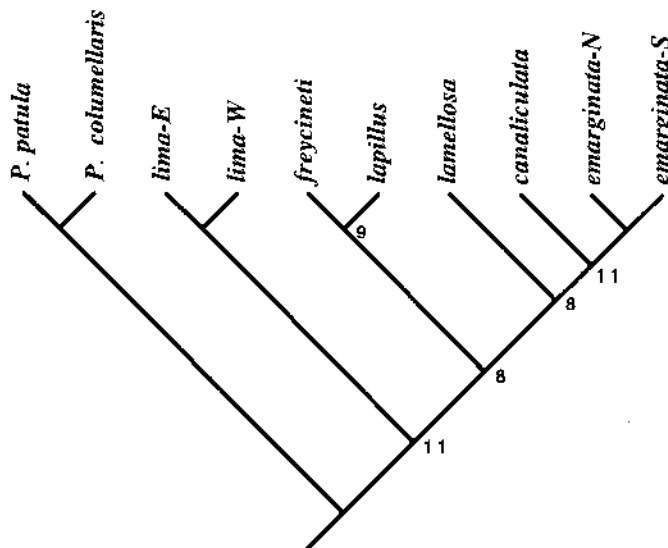 P. patula
P. columellaris
lima-E
lima-W
freycineti
lapillus
lamellosa
canaliculata
emarginata-N
emarginata-S
9
11
8
8
11